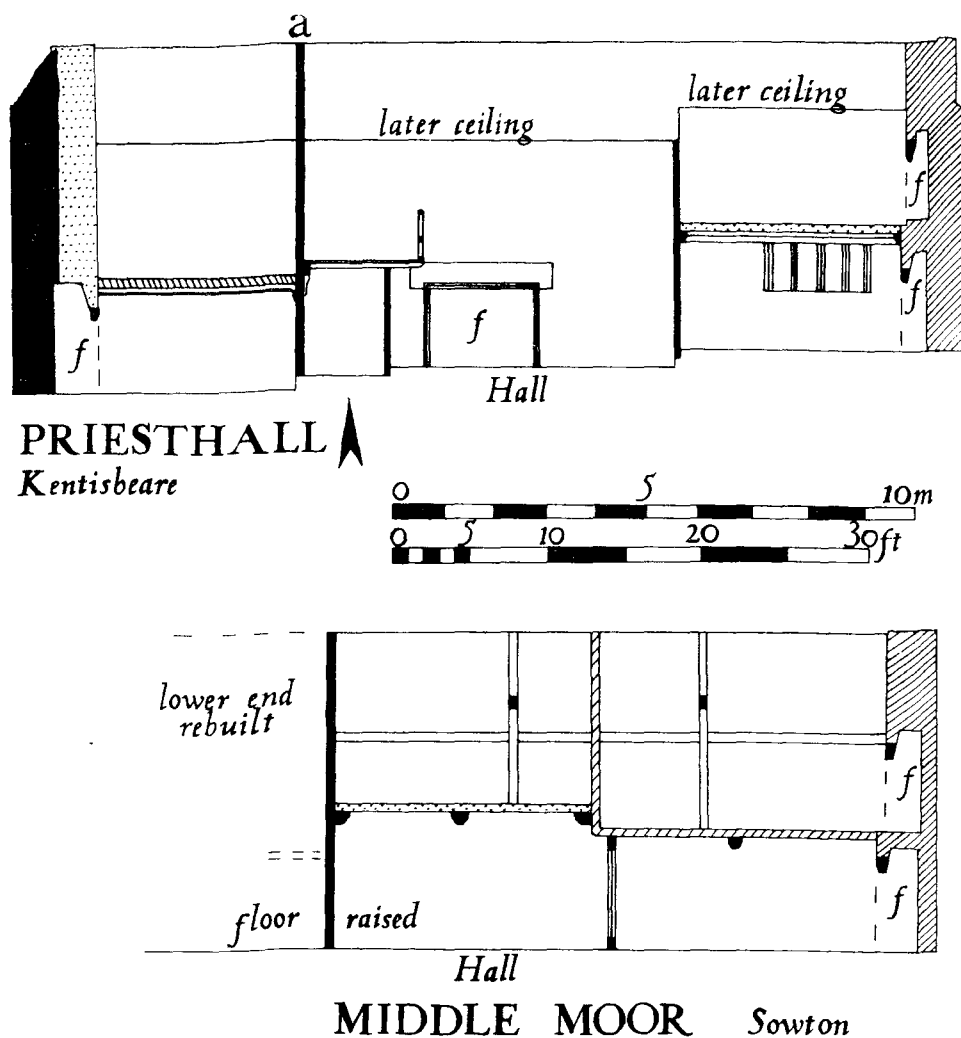 a
later ceiling
later ceiling
f
f
f
f
Hall
PRIESTHALL
Kentisbeare
0 5 10m
0 5 10 20 30ft
lower end
rebuilt
f
f
floor raised
Hall
MIDDLE MOOR Sowton